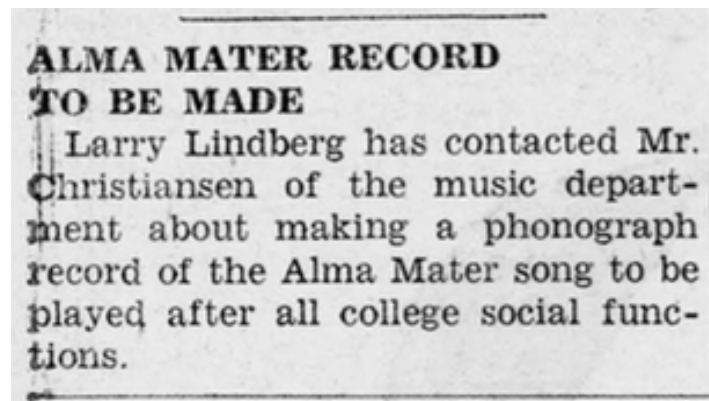 ALMA MATER RECORD
TO BE MADE
Larry Lindberg has contacted Mr.
Christiansen of the music depart-
ment about making a phonograph
record of the Alma Mater song to be
played after all college social func-
tions.